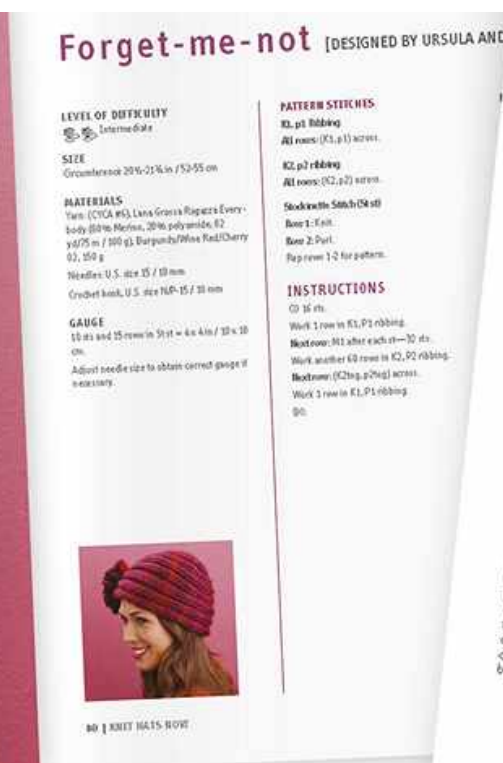 Forget-me-not [DESIGNED BY URSULA AND
LEVEL OF DIFFICULTY
Intermediate
SIZE
Circumference 20½-21¾ in / 52-55 cm
MATERIALS
Yarn: (CYCA #6), Lana Grossa Ragazza Every-
body (80% Merino, 20% polyamide, 82
yd/75 m / 100 g), Burgundy/Wine Red/Cherry
02, 150 g
Needles: U.S. size 15 / 10 mm
Crochet hook, U.S. size N/P-15 / 10 mm
GAUGE
10 sts and 15 rows in St st = 4 x 4 in / 10 x 10
cm.
Adjust needle size to obtain correct gauge if
necessary.
PATTERN STITCHES
K1, p1 Ribbing
All rows: (K1, p1) across.
K2, p2 ribbing
All rows: (K2, p2) across.
Stockinette Stitch (St st)
Row 1: Knit.
Row 2: Purl.
Rep rows 1-2 for pattern.
INSTRUCTIONS
CO 16 sts.
Work 1 row in K1, P1 ribbing.
Next row: M1 after each st—
Work another 60 rows in K2, P2 ribbing.
Next row: (K2tog, p2tog) across.
Work 1 row in K1, P1 ribbing.
BO.
80 | KNIT HATS NOW!